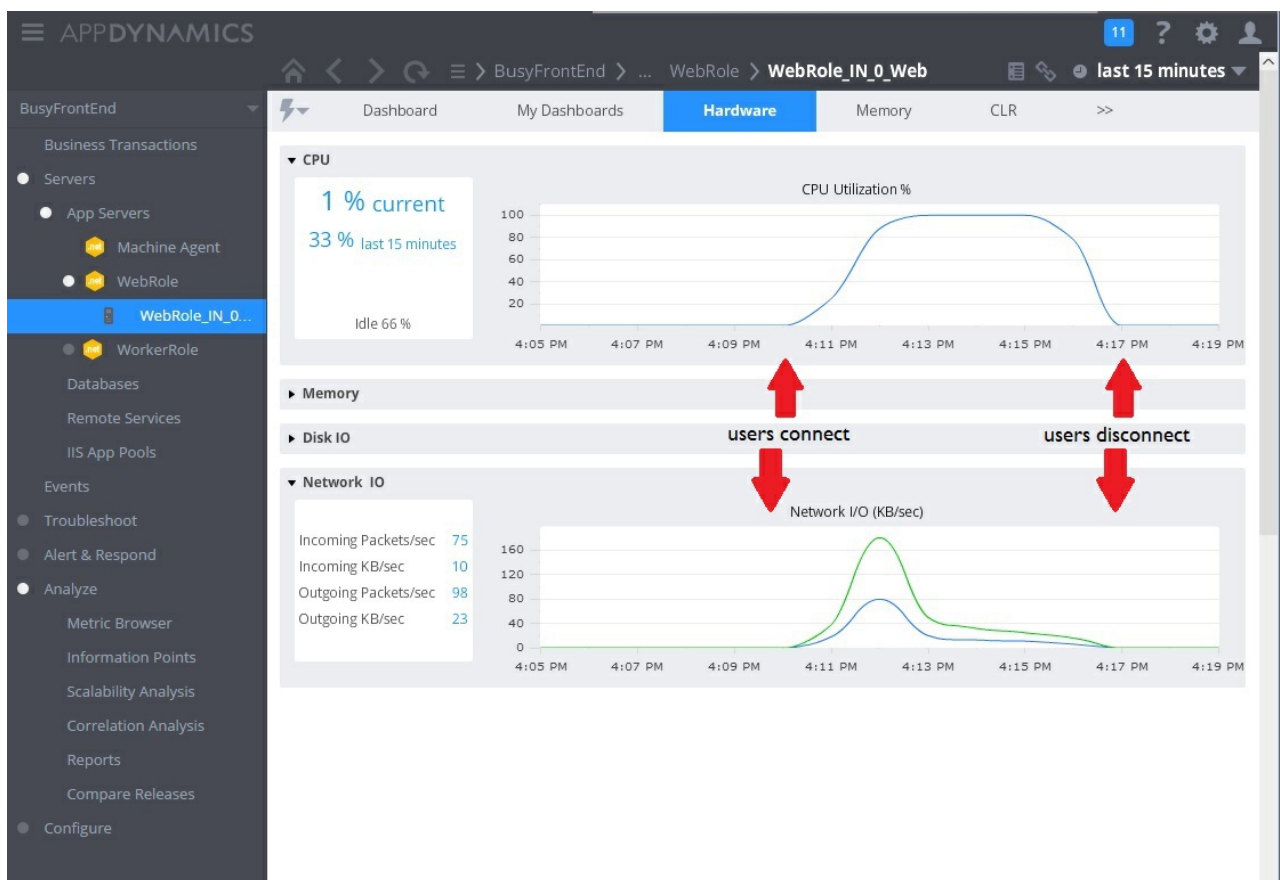 APPDYNAMICS
11 ?
BusyFrontEnd ... WebRole WebRole_IN_0_Web last 15 minutes
BusyFrontEnd
Business Transactions
Servers
App Servers
.net Machine Agent
.net WebRole
WebRole_IN_0...
.net WorkerRole
Databases
Remote Services
IIS App Pools
Events
Troubleshoot
Alert & Respond
Analyze
Metric Browser
Information Points
Scalability Analysis
Correlation Analysis
Reports
Compare Releases
Configure
Dashboard My Dashboards Hardware Memory CLR >>
CPU
1 % current
33 % last 15 minutes
Idle 66 %
CPU Utilization %
100
80
60
40
20
4:05 PM 4:07 PM 4:09 PM 4:11 PM 4:13 PM 4:15 PM 4:17 PM 4:19 PM
Memory
users connect users disconnect
Disk IO
Network IO
Incoming Packets/sec 75
Incoming KB/sec 10
Outgoing Packets/sec 98
Outgoing KB/sec 23
Network I/O (KB/sec)
160
120
80
40
0
4:05 PM 4:07 PM 4:09 PM 4:11 PM 4:13 PM 4:15 PM 4:17 PM 4:19 PM